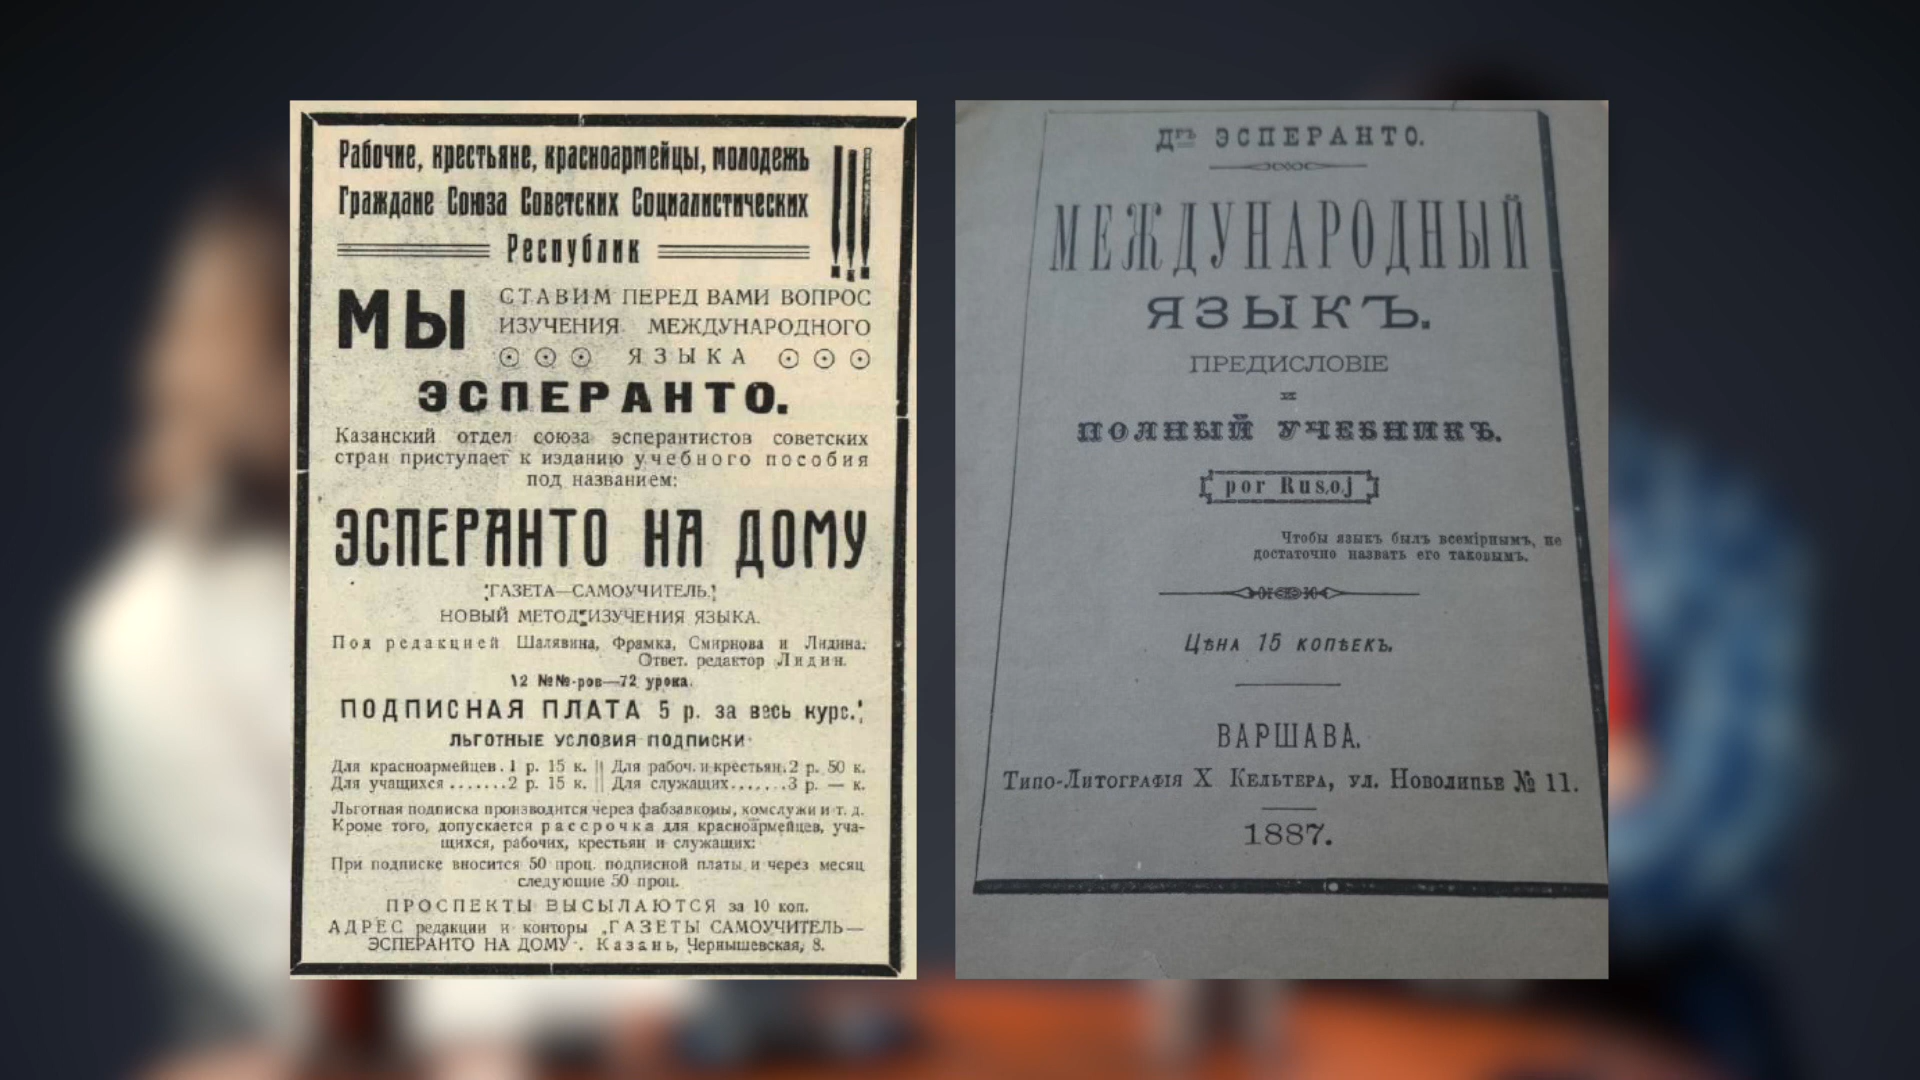 Рабочие, крестьяне, красноармейцы, молодежь
Граждане Союза Советских Социалистических
Республик !!!
МЫ
СТАВИМ ПЕРЕД ВАМИ ВОПРОС
ИЗУЧЕНИЯ МЕЖДУНАРОДНОГО
ЯЗЫКА
ЭСПЕРАНТО.
Казанский отдел союза эсперантистов советских
стран приступает к изданию учебного пособия
под названием:
ЭСПЕРАНТО НА ДОМУ
"ГАЗЕТА—САМОУЧИТЕЛЬ."
НОВЫЙ МЕТОД ИЗУЧЕНИЯ ЯЗЫКА.
Под редакцией Шалявина, Фрамка, Смирнова и Лидина.
Ответ. редактор Лидин.
12 №№-ров—72 урока.
ПОДПИСНАЯ ПЛАТА 5 р. за весь курс.
ЛЬГОТНЫЕ УСЛОВИЯ ПОДПИСКИ
Для красноармейцев. 1 р. 15 к. || Для рабоч. и крестьян. 2 р. 50 к.
Для учащихся .......2 р. 15 к. || Для служащих.......3 р. — к.
Льготная подписка производится через фабзавкомы, комслужи и т. д.
Кроме того, допускается рассрочка для красноармейцев, уча-
щихся, рабочих, крестьян и служащих:
При подписке вносится 50 проц. подписной платы и через месяц
следующие 50 проц.
ПРОСПЕКТЫ ВЫСЫЛАЮТСЯ за 10 коп.
АДРЕС редакции и конторы „ГАЗЕТЫ САМОУЧИТЕЛЬ—
ЭСПЕРАНТО НА ДОМУ". Казань, Чернышевская, 8.
Дръ ЭСПЕРАНТО.
МЕЖДУНАРОДНЫЙ
ЯЗЫКЪ.
ПРЕДИСЛОВІЕ
и
ПОЛНЫЙ УЧЕБНИКЪ.
por Rusoj
Чтобы языкъ былъ всемірнымъ, не
достаточно назвать его таковымъ.
Цѣна 15 копѣекъ.
ВАРШАВА.
Типо-Литографія Х Кельтера, ул. Новолипье № 11.
1887.